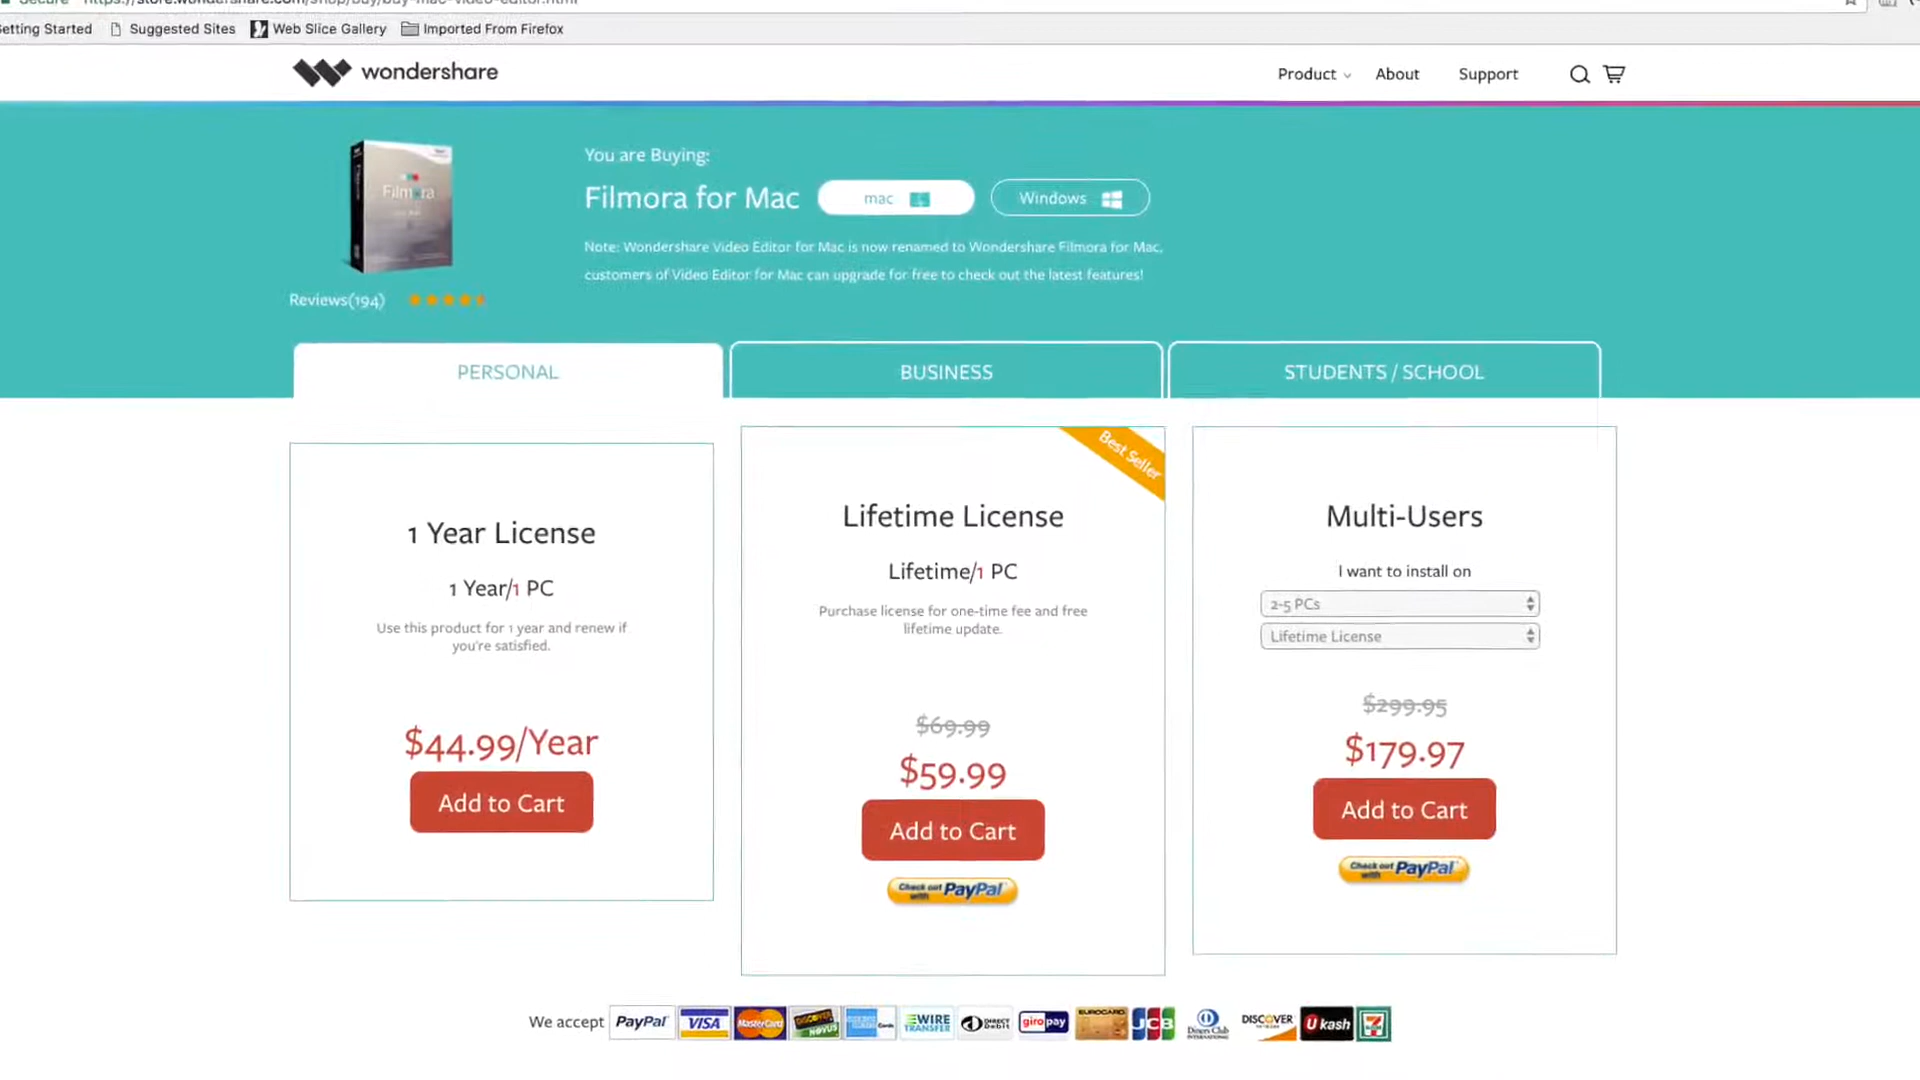 Secure https://store.wondershare.com/shop/buy/buy-mac-video-editor.html
Getting Started Suggested Sites Web Slice Gallery Imported From Firefox
wondershare
Product About Support
You are Buying:
Filmora for Mac mac Windows
Note: Wondershare Video Editor for Mac is now renamed to Wondershare Filmora for Mac,
customers of Video Editor for Mac can upgrade for free to check out the latest features!
Filmora
Reviews(194)
PERSONAL BUSINESS STUDENTS / SCHOOL
1 Year License
1 Year/1 PC
Use this product for 1 year and renew if
you're satisfied.
$44.99/Year
Add to Cart
Best Seller
Lifetime License
Lifetime/1 PC
Purchase license for one-time fee and free
lifetime update.
$69.99
$59.99
Add to Cart
Check out with PayPal
Multi-Users
I want to install on
2-5 PCs
Lifetime License
$299.95
$179.97
Add to Cart
Check out with PayPal
We accept PayPal VISA MasterCard DISCOVER NOVUS AMERICAN EXPRESS Cards WIRE TRANSFER DIRECT Debit giropay EUROCARD JCB Diners Club INTERNATIONAL DISCOVER NETWORK Ukash 7 ELEVEN